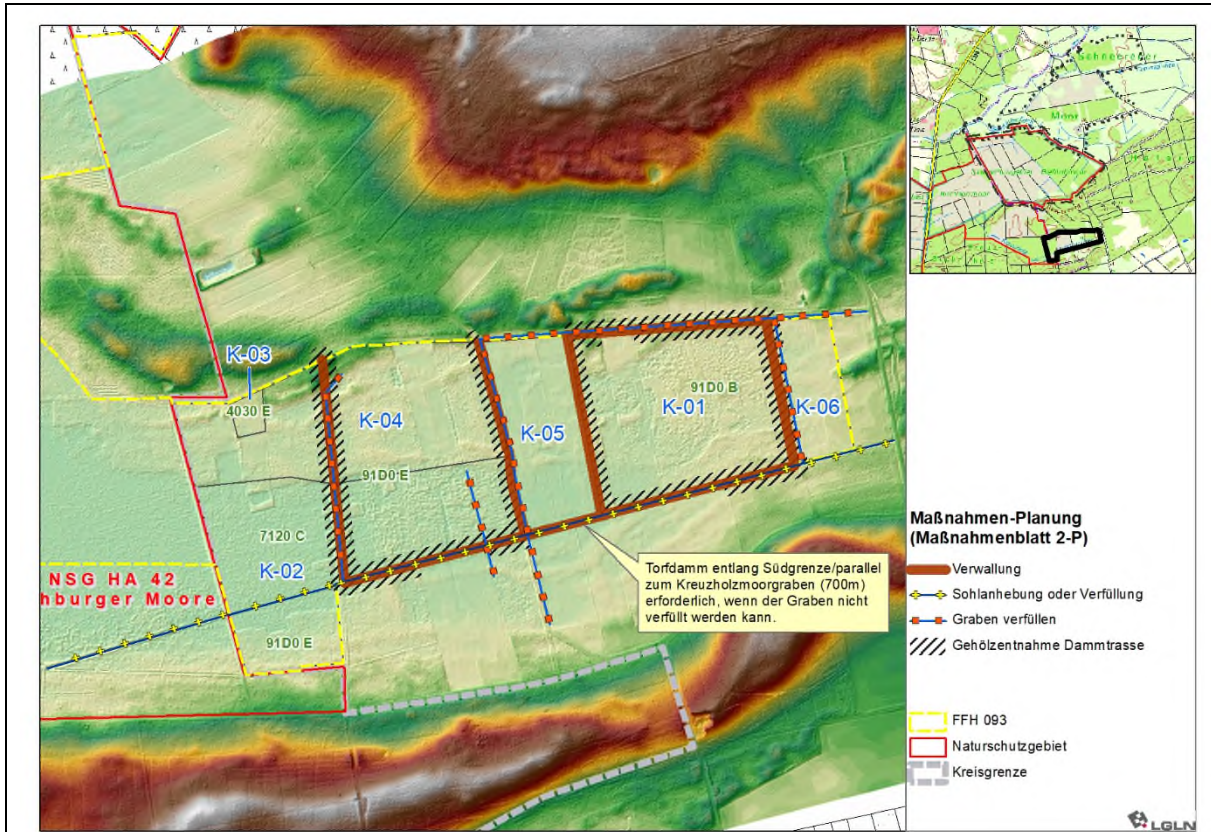 K-03
4030 E
K-04
91D0 B
K-01
K-05
K-06
91D0 E
7120 C
K-02
NSG HA 42
hburger Moore
91D0 E
Torfdamm entlang Südgrenze/parallel
zum Kreuzholzmoorgraben (700m)
erforderlich, wenn der Graben nicht
verfüllt werden kann.
Schneerener
Moor
Maßnahmen-Planung
(Maßnahmenblatt 2-P)
Verwallung
Sohlanhebung oder Verfüllung
Graben verfüllen
Gehölzentnahme Dammtrasse
FFH 093
Naturschutzgebiet
Kreisgrenze
LGLN